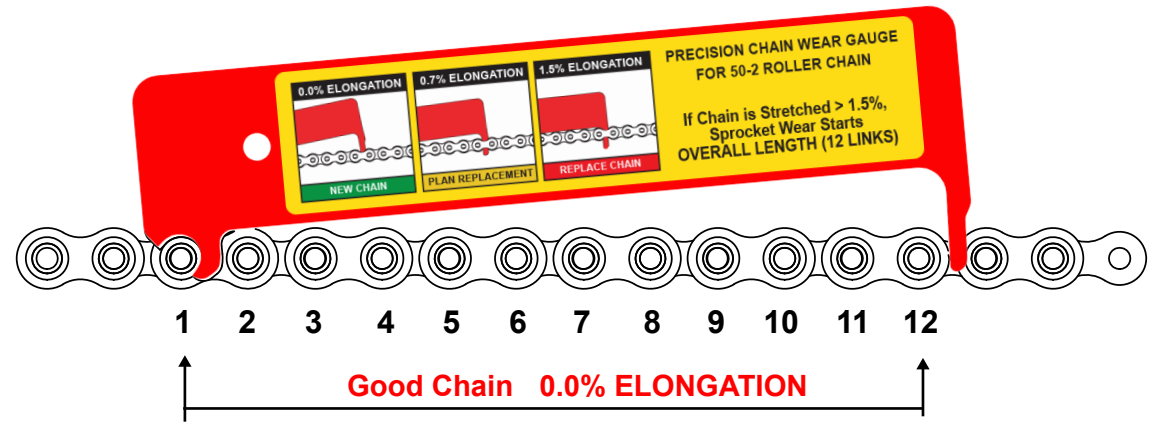 PRECISION CHAIN WEAR GAUGE
FOR 50-2 ROLLER CHAIN
0.0% ELONGATION
0.7% ELONGATION
1.5% ELONGATION
If Chain is Stretched > 1.5%,
Sprocket Wear Starts
OVERALL LENGTH (12 LINKS)
NEW CHAIN
PLAN REPLACEMENT
REPLACE CHAIN
1 2 3 4 5 6 7 8 9 10 11 12
Good Chain 0.0% ELONGATION